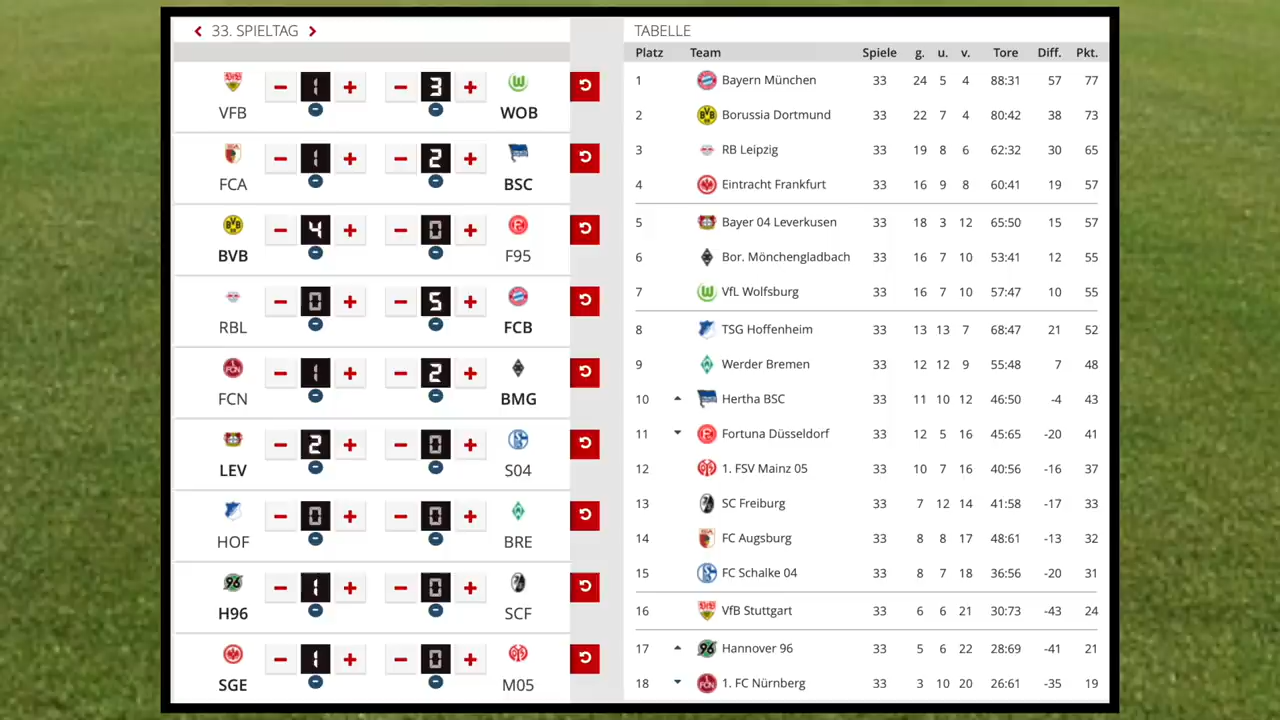 33. SPIELTAG
VFB 1 3 WOB
FCA 1 2 BSC
BVB 4 0 F95
RBL 0 5 FCB
FCN 1 2 BMG
LEV 2 0 S04
HOF 0 0 BRE
H96 1 0 SCF
SGE 1 0 M05
TABELLE
Platz Team Spiele g. u. v. Tore Diff. Pkt.
1 Bayern München 33 24 5 4 88:31 57 77
2 Borussia Dortmund 33 22 7 4 80:42 38 73
3 RB Leipzig 33 19 8 6 62:32 30 65
4 Eintracht Frankfurt 33 16 9 8 60:41 19 57
5 Bayer 04 Leverkusen 33 18 3 12 65:50 15 57
6 Bor. Mönchengladbach 33 16 7 10 53:41 12 55
7 VfL Wolfsburg 33 16 7 10 57:47 10 55
8 TSG Hoffenheim 33 13 13 7 68:47 21 52
9 Werder Bremen 33 12 12 9 55:48 7 48
10 Hertha BSC 33 11 10 12 46:50 -4 43
11 Fortuna Düsseldorf 33 12 5 16 45:65 -20 41
12 1. FSV Mainz 05 33 10 7 16 40:56 -16 37
13 SC Freiburg 33 7 12 14 41:58 -17 33
14 FC Augsburg 33 8 8 17 48:61 -13 32
15 FC Schalke 04 33 8 7 18 36:56 -20 31
16 VfB Stuttgart 33 6 6 21 30:73 -43 24
17 Hannover 96 33 5 6 22 28:69 -41 21
18 1. FC Nürnberg 33 3 10 20 26:61 -35 19